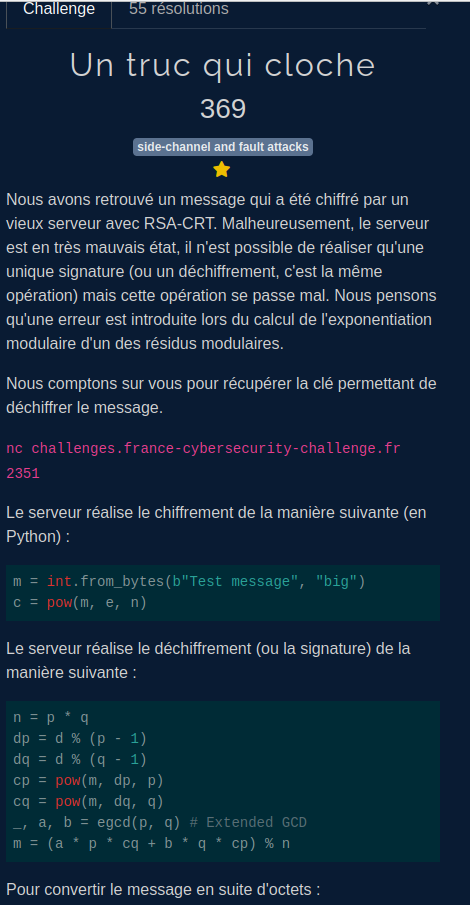 Challenge 55 résolutions
Un truc qui cloche
369
side-channel and fault attacks
Nous avons retrouvé un message qui a été chiffré par un
vieux serveur avec RSA-CRT. Malheureusement, le serveur
est en très mauvais état, il n'est possible de réaliser qu'une
unique signature (ou un déchiffrement, c'est la même
opération) mais cette opération se passe mal. Nous pensons
qu'une erreur est introduite lors du calcul de l'exponentiation
modulaire d'un des résidus modulaires.
Nous comptons sur vous pour récupérer la clé permettant de
déchiffrer le message.
nc challenges.france-cybersecurity-challenge.fr
2351
Le serveur réalise le chiffrement de la manière suivante (en
Python) :
m = int.from_bytes(b"Test message", "big")
c = pow(m, e, n)
Le serveur réalise le déchiffrement (ou la signature) de la
manière suivante :
n = p * q
dp = d % (p - 1)
dq = d % (q - 1)
cp = pow(m, dp, p)
cq = pow(m, dq, q)
_, a, b = egcd(p, q) # Extended GCD
m = (a * p * cq + b * q * cp) % n
Pour convertir le message en suite d'octets :